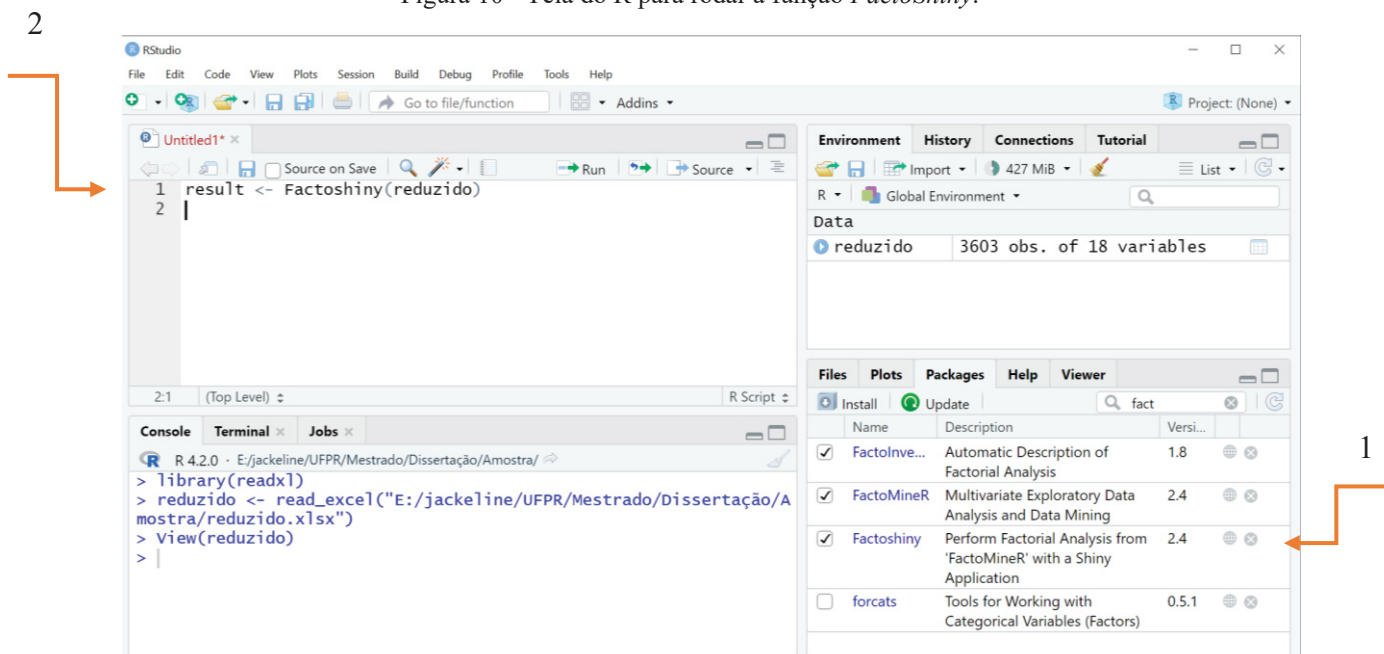 Figura 10 - Tela do R para rodar a função FactoShiny.
2
RStudio
File Edit Code View Plots Session Build Debug Profile Tools Help
Go to file/function Addins
Project: (None)
Untitled1*
Source on Save Run Source
1 result <- Factoshiny(reduzido)
2
2:1 (Top Level) R Script
Console Terminal Jobs
R 4.2.0 · E:/jackeline/UFPR/Mestrado/Dissertação/Amostra/
> library(readxl)
> reduzido <- read_excel("E:/jackeline/UFPR/Mestrado/Dissertação/A
mostra/reduzido.xlsx")
> View(reduzido)
>
Environment History Connections Tutorial
Import 427 MiB List
R Global Environment
Data
reduzido 3603 obs. of 18 variables
Files Plots Packages Help Viewer
Install Update fact
Name Description Versi...
FactoInve... Automatic Description of 1.8
Factorial Analysis
FactoMineR Multivariate Exploratory Data 2.4
Analysis and Data Mining
Factoshiny Perform Factorial Analysis from 2.4
'FactoMineR' with a Shiny
Application
forcats Tools for Working with 0.5.1
Categorical Variables (Factors)
1